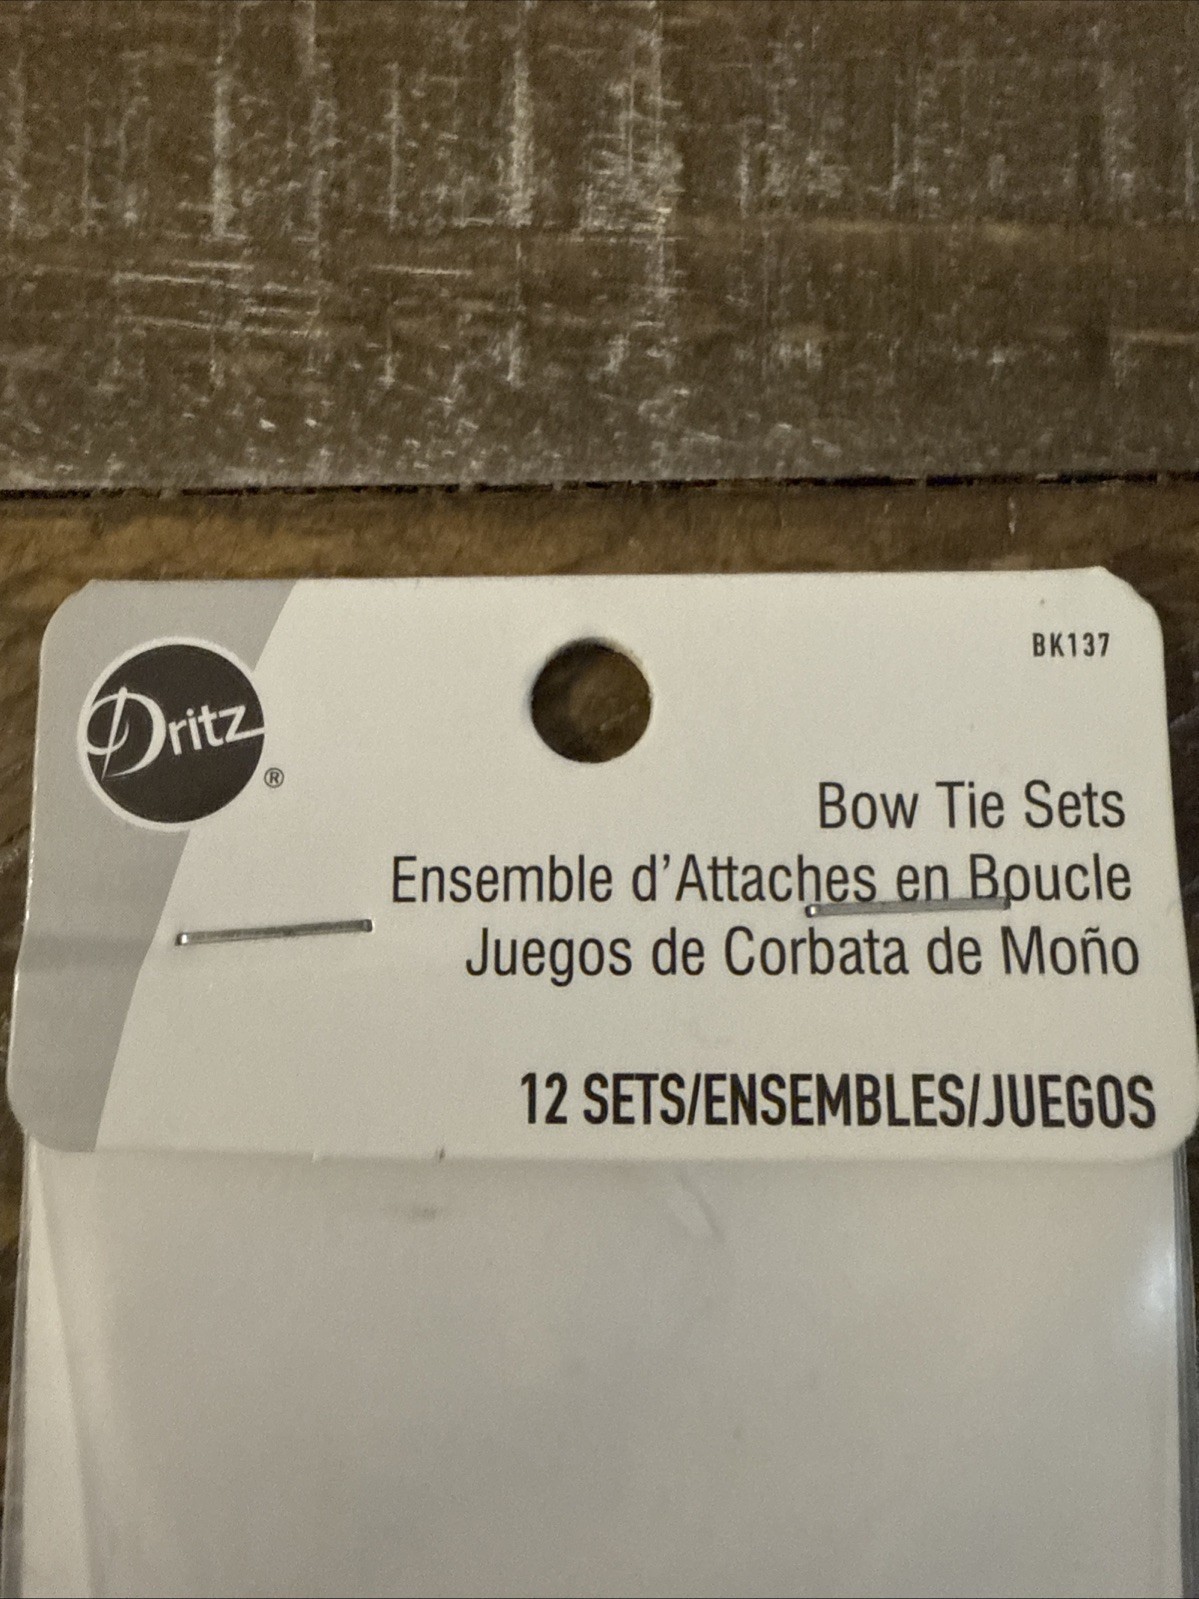 BK137
Dritz®
Bow Tie Sets
Ensemble d'Attaches en Boucle
Juegos de Corbata de Moño
12 SETS/ENSEMBLES/JUEGOS